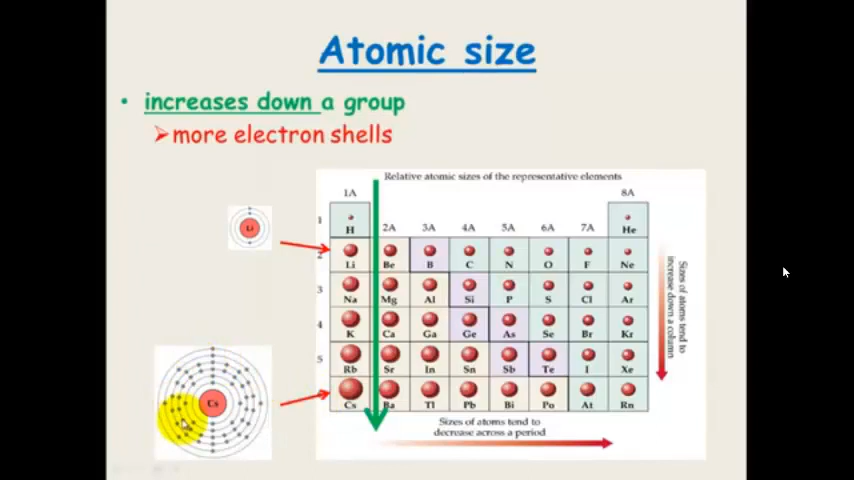 Atomic size
• increases down a group
➢more electron shells
Relative atomic sizes of the representative elements
1A 8A
2A 3A 4A 5A 6A 7A
1 H He
2 Li Be B C N O F Ne
3 Na Mg Al Si P S Cl Ar
4 K Ca Ga Ge As Se Br Kr
5 Rb Sr In Sn Sb Te I Xe
Cs Ba Tl Pb Bi Po At Rn
Sizes of atoms tend to
decrease across a period
Sizes of atoms tend to
increase down a column
Li
Cs